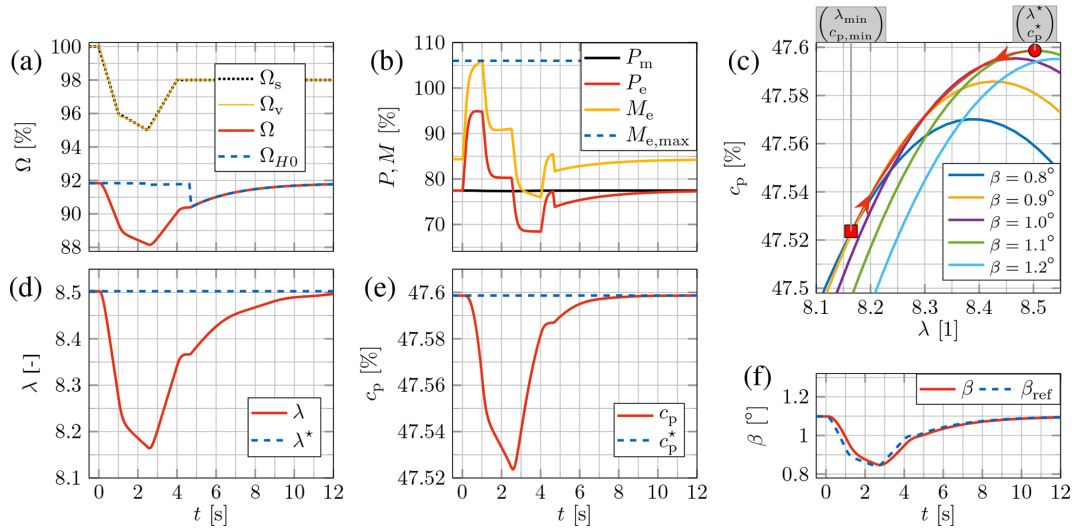 (a)
100
98
96
94
92
90
88
Ω [%]
Ωs
Ωv
Ω
ΩH0
(b)
110
100
90
80
70
P, M [%]
Pm
Pe
Me
Me,max
(λmin cp,min)
(λ⋆ c⋆p)
(c)
47.6
47.58
47.56
47.54
47.52
47.5
cp [%]
β = 0.8°
β = 0.9°
β = 1.0°
β = 1.1°
β = 1.2°
8.1 8.2 8.3 8.4 8.5
λ [1]
(d)
8.5
8.4
8.3
8.2
8.1
λ [-]
λ
λ⋆
0 2 4 6 8 10 12
t [s]
(e)
47.6
47.58
47.56
47.54
47.52
cp [%]
cp
c⋆p
0 2 4 6 8 10 12
t [s]
(f)
β
βref
1.1
1
0.8
β [°]
0 2 4 6 8 10 12
t [s]